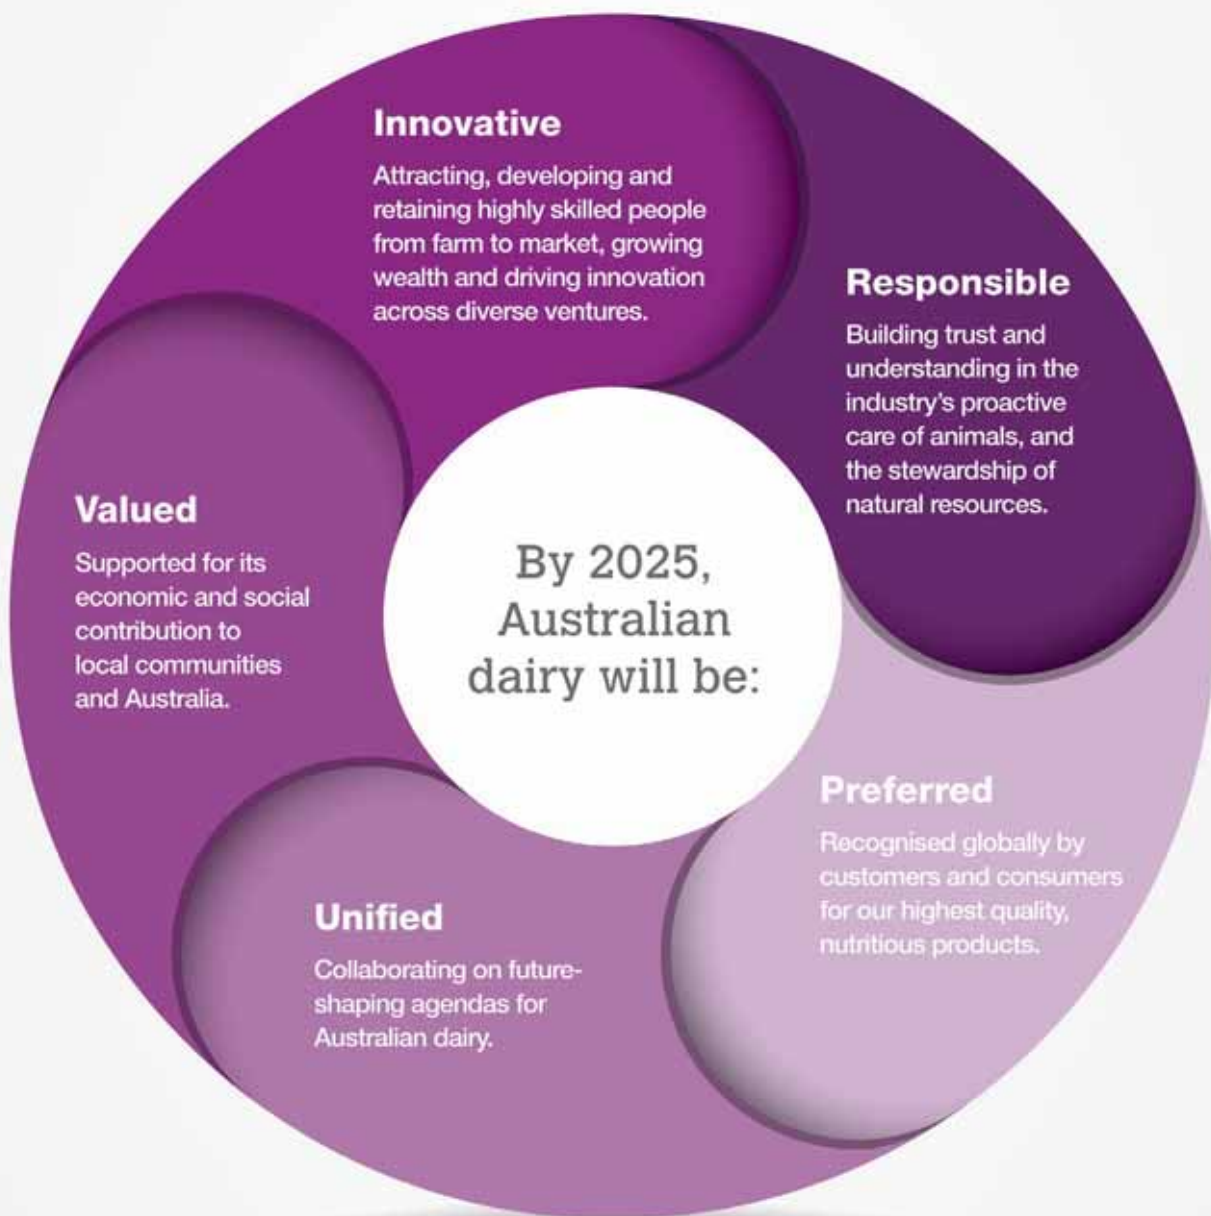 Innovative
Attracting, developing and
retaining highly skilled people
from farm to market, growing
wealth and driving innovation
across diverse ventures.
Responsible
Building trust and
understanding in the
industry's proactive
care of animals, and
the stewardship of
natural resources.
Valued
Supported for its
economic and social
contribution to
local communities
and Australia.
By 2025,
Australian
dairy will be:
Preferred
Recognised globally by
customers and consumers
for our highest quality,
nutritious products.
Unified
Collaborating on future-
shaping agendas for
Australian dairy.